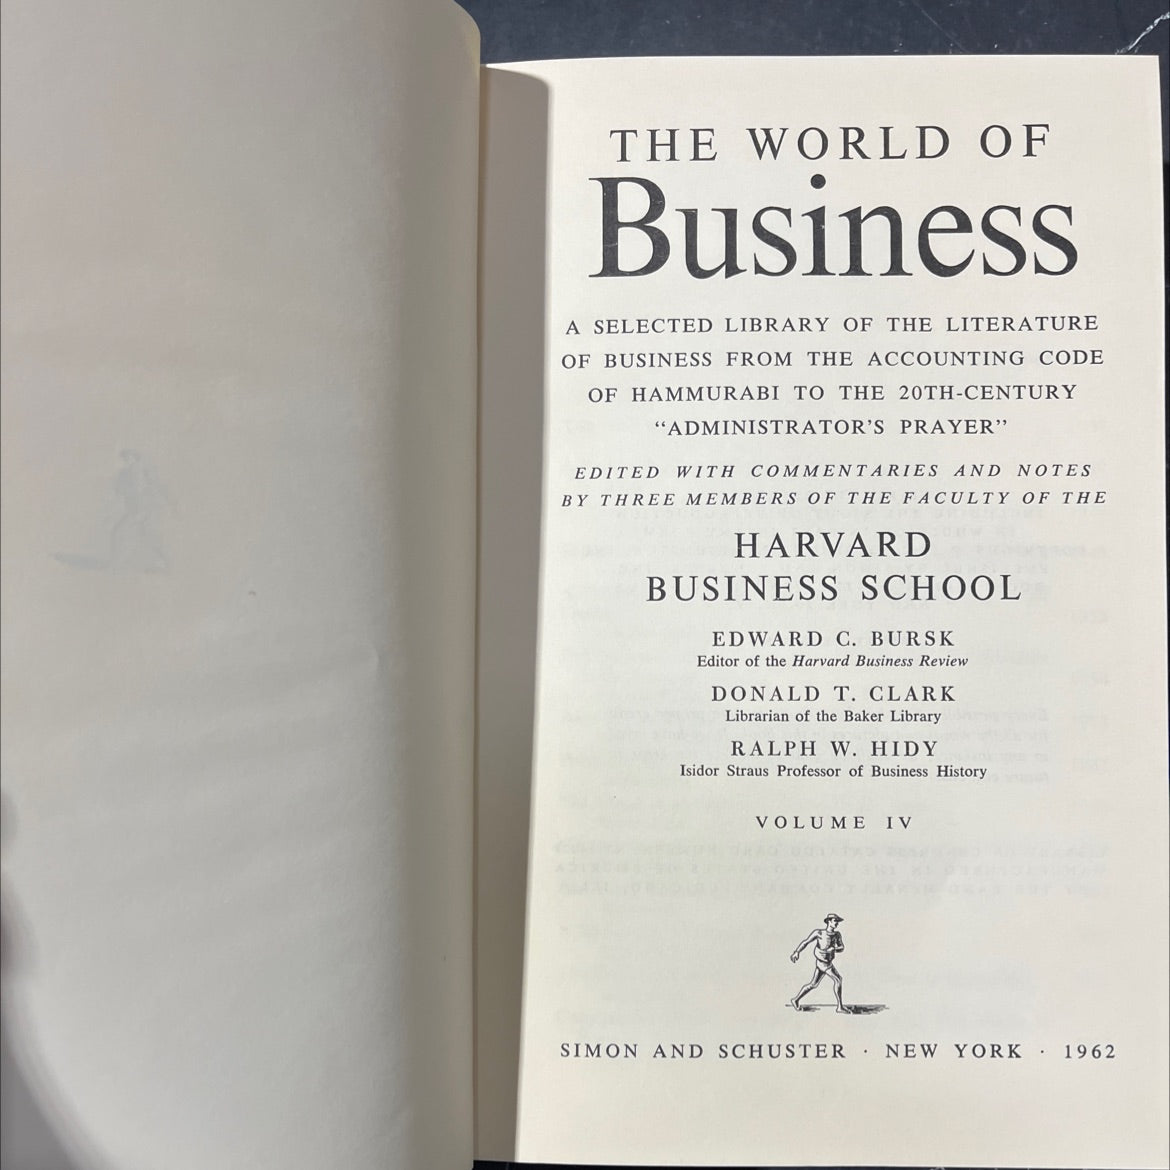 THE WORLD OF
Business
A SELECTED LIBRARY OF THE LITERATURE
OF BUSINESS FROM THE ACCOUNTING CODE
OF HAMMURABI TO THE 20TH-CENTURY
“ADMINISTRATOR’S PRAYER”
EDITED WITH COMMENTARIES AND NOTES
BY THREE MEMBERS OF THE FACULTY OF THE
HARVARD
BUSINESS SCHOOL
EDWARD C. BURSK
Editor of the Harvard Business Review
DONALD T. CLARK
Librarian of the Baker Library
RALPH W. HIDY
Isidor Straus Professor of Business History
VOLUME IV
SIMON AND SCHUSTER · NEW YORK · 1962